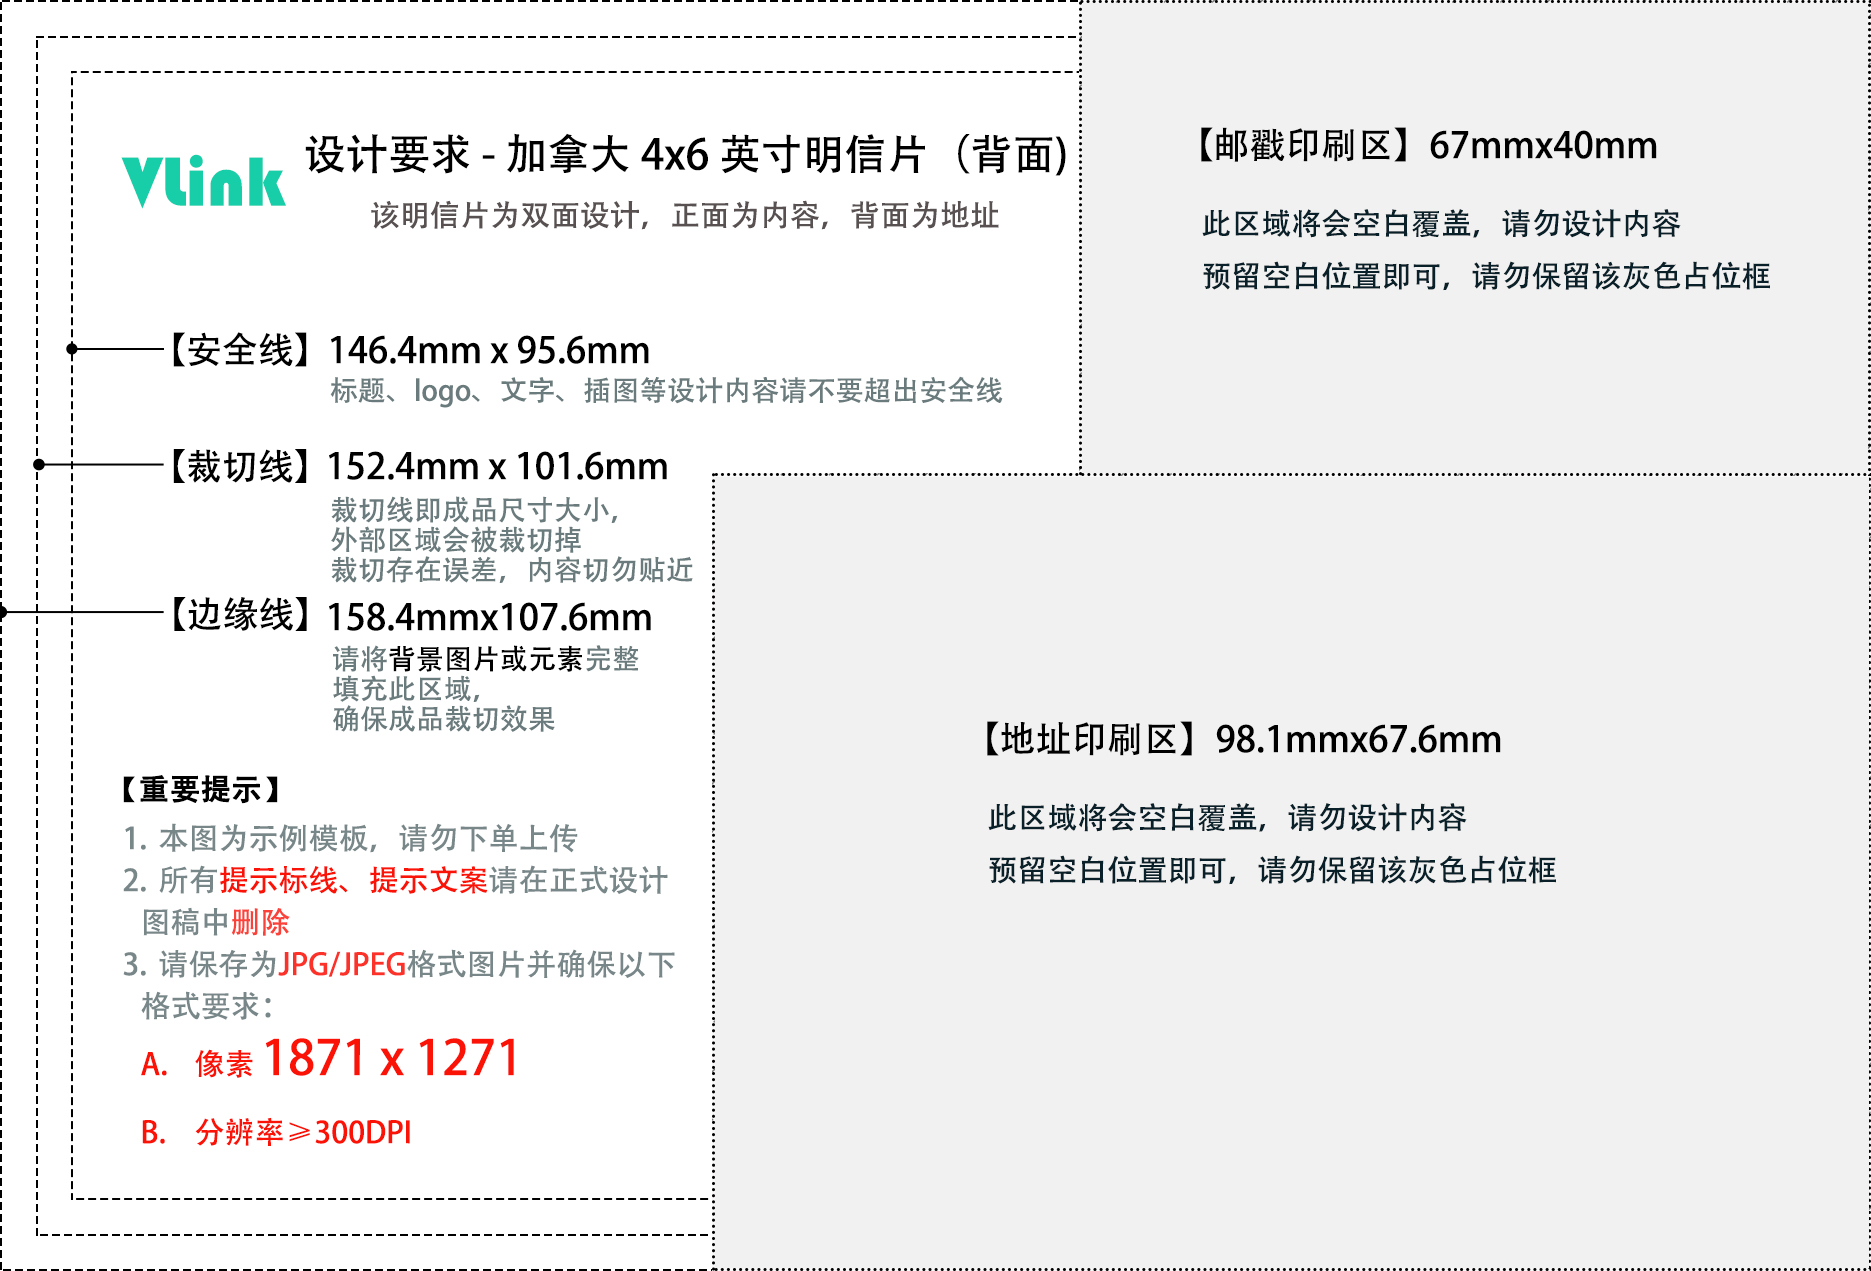 Vlink
设计要求 - 加拿大 4x6 英寸明信片（背面)
该明信片为双面设计，正面为内容，背面为地址
【安全线】146.4mm x 95.6mm
标题、logo、文字、插图等设计内容请不要超出安全线
【裁切线】152.4mm x 101.6mm
裁切线即成品尺寸大小，
外部区域会被裁切掉
裁切存在误差，内容切勿贴近
【边缘线】158.4mmx107.6mm
请将背景图片或元素完整
填充此区域，
确保成品裁切效果
【重要提示】
1. 本图为示例模板，请勿下单上传
2. 所有提示标线、提示文案请在正式设计
图稿中删除
3. 请保存为JPG/JPEG格式图片并确保以下
格式要求：
A. 像素 1871 x 1271
B. 分辨率≥300DPI
【邮戳印刷区】67mmx40mm
此区域将会空白覆盖，请勿设计内容
预留空白位置即可，请勿保留该灰色占位框
【地址印刷区】98.1mmx67.6mm
此区域将会空白覆盖，请勿设计内容
预留空白位置即可，请勿保留该灰色占位框